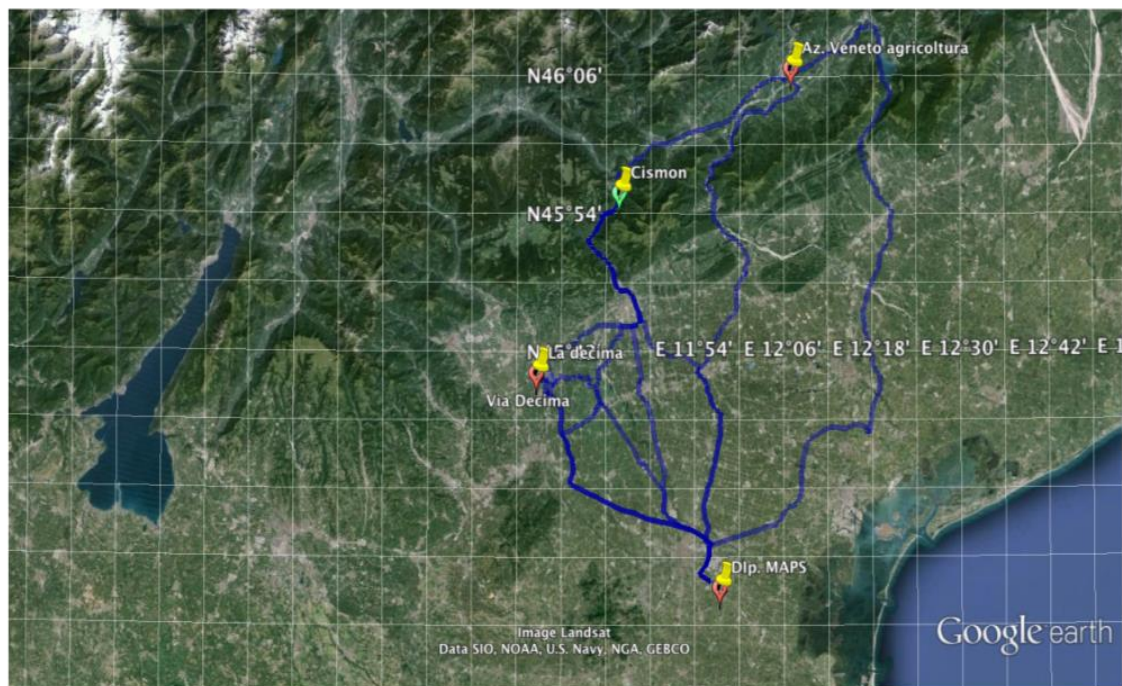 Az. Veneto agricoltura
N46°06'
Cismon
N45°54'
La decima
E 11°54' E 12°06' E 12°18' E 12°30' E 12°42' E 1
Via Decima
DIp. MAPS
Image Landsat
Data SIO, NOAA, U.S. Navy, NGA, GEBCO
Google earth